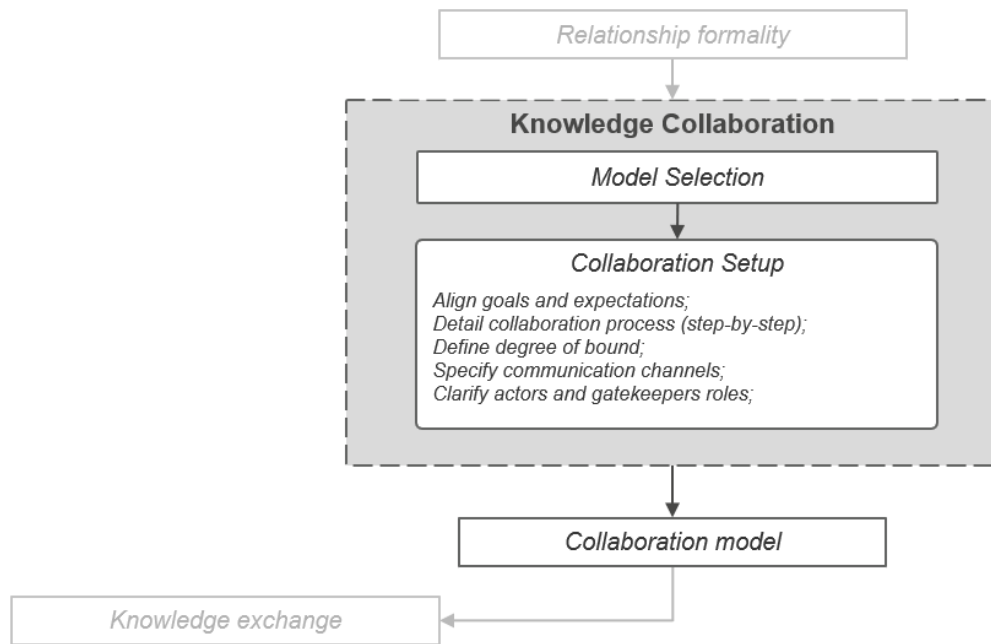 Relationship formality
Knowledge Collaboration
Model Selection
Collaboration Setup
Align goals and expectations;
Detail collaboration process (step-by-step);
Define degree of bound;
Specify communication channels;
Clarify actors and gatekeepers roles;
Collaboration model
Knowledge exchange